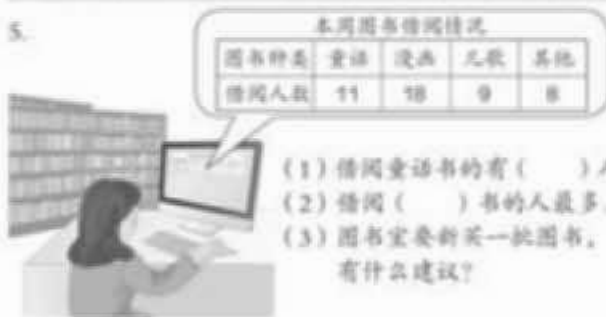 5.
本周图书借阅情况
图书种类 童话 漫画 儿歌 其他
借阅人数 11 18 9 8
(1)借阅童话书的有( )人
(2)借阅( )书的人最多
(3)图书室要新买一批图书。
有什么建议?